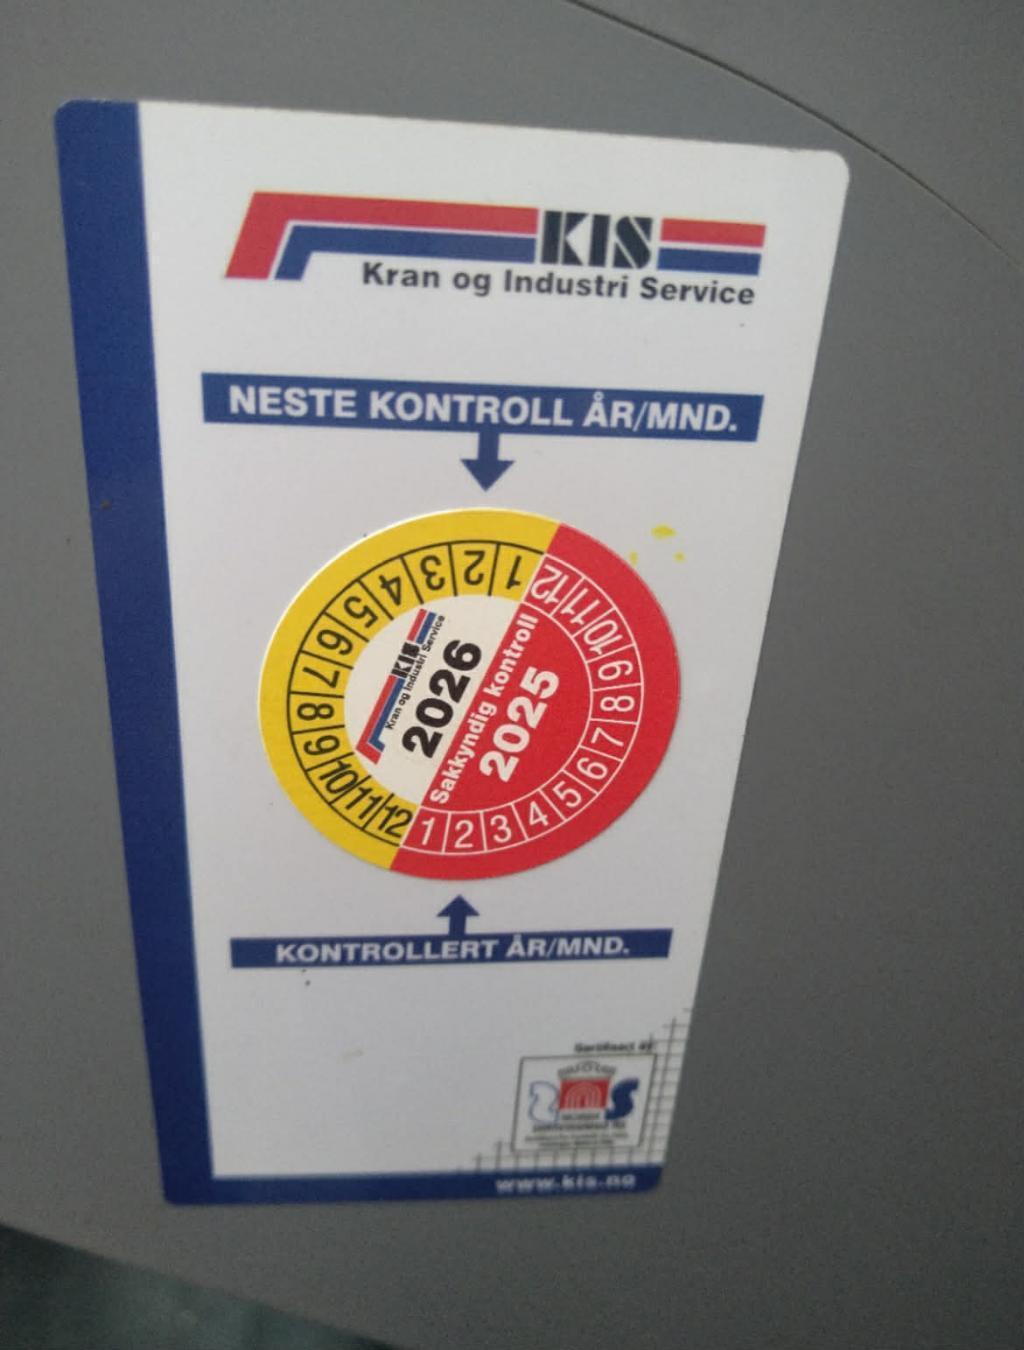 KIS
Kran og Industri Service
NESTE KONTROLL ÅR/MND.
1 2 3 4 5 6 7 8 9 10 11 12
KIS
Kran og Industri Service
2026
Sakkyndig kontroll
2025
1 2 3 4 5 6 7 8 9 10 11 12
KONTROLLERT ÅR/MND.
Sertifisert av:
www.kis.no